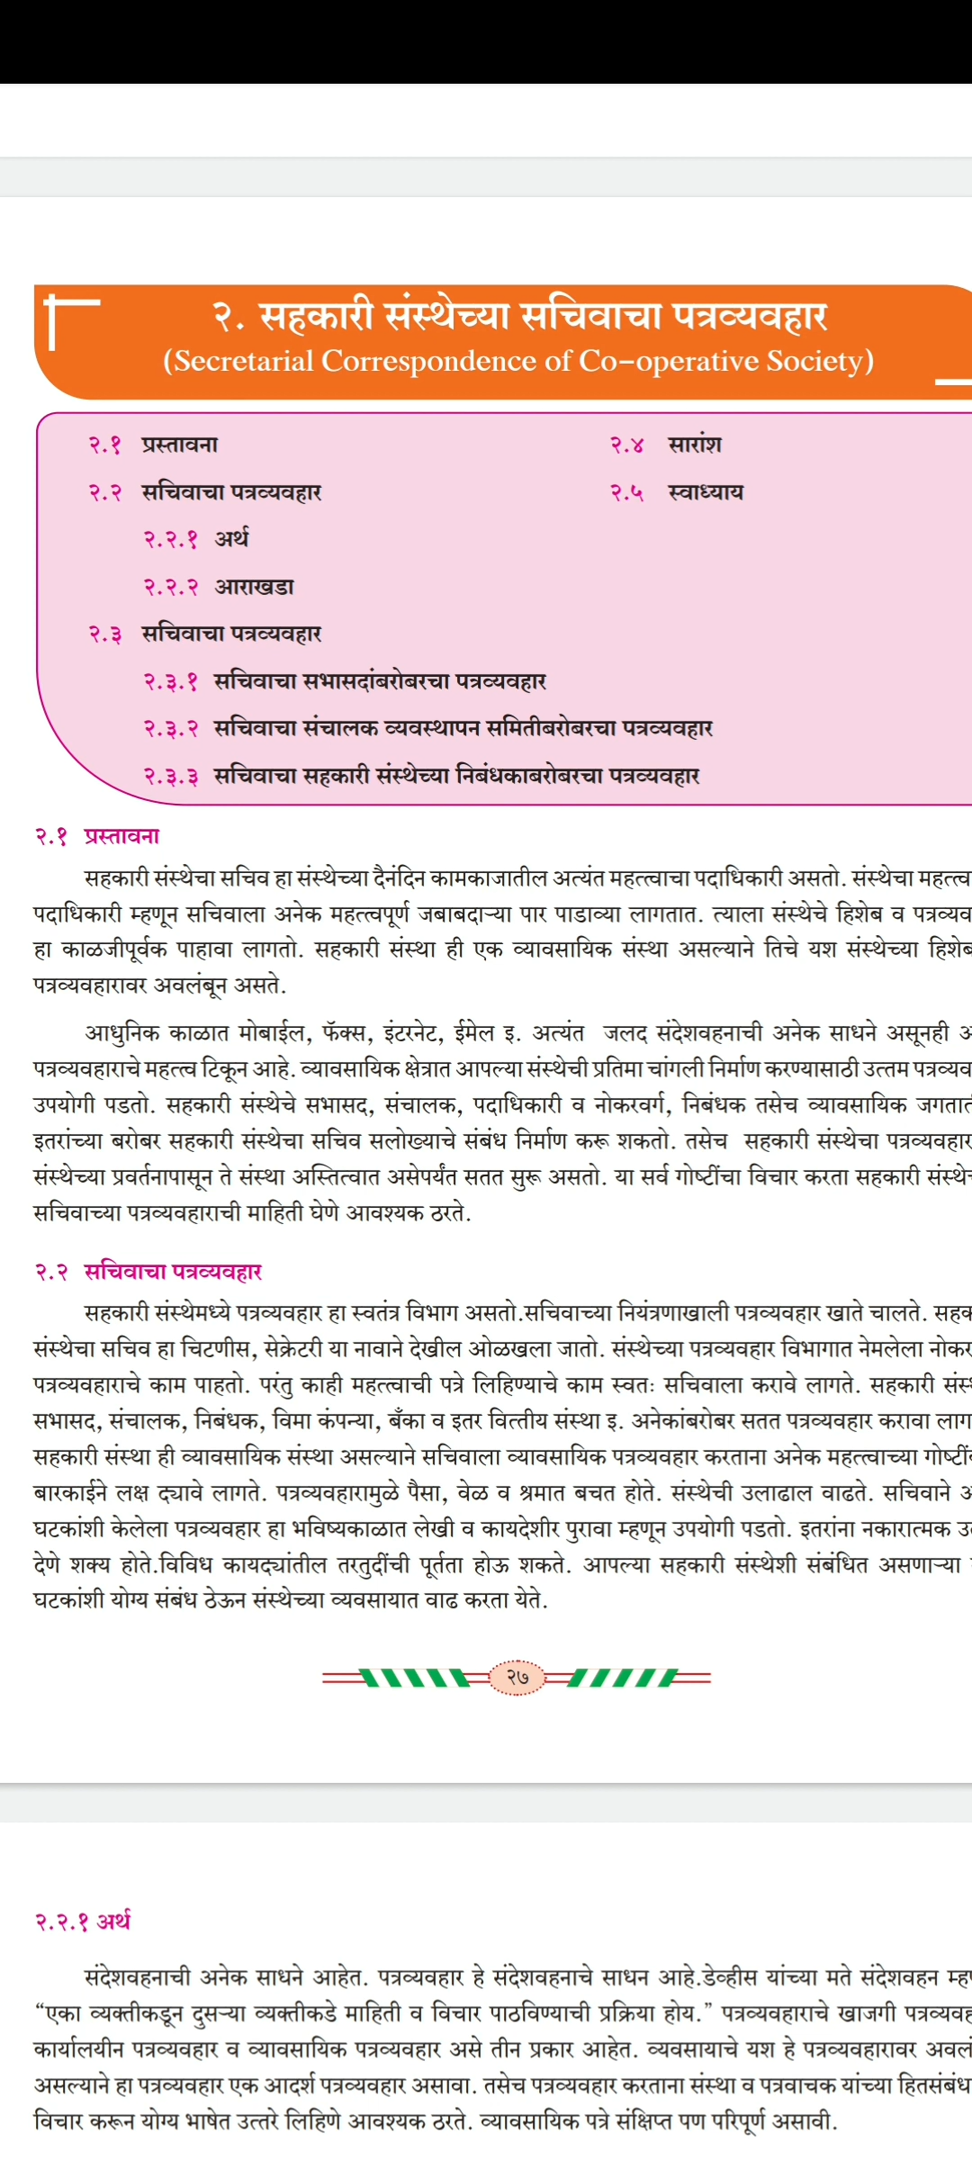 २. सहकारी संस्थेच्या सचिवाचा पत्रव्यवहार
(Secretarial Correspondence of Co-operative Society)
२.१ प्रस्तावना
२.२ सचिवाचा पत्रव्यवहार
२.२.१ अर्थ
२.२.२ आराखडा
२.३ सचिवाचा पत्रव्यवहार
२.३.१ सचिवाचा सभासदांबरोबरचा पत्रव्यवहार
२.३.२ सचिवाचा संचालक व्यवस्थापन समितीबरोबरचा पत्रव्यवहार
२.३.३ सचिवाचा सहकारी संस्थेच्या निबंधकाबरोबरचा पत्रव्यवहार
२.४ सारांश
२.५ स्वाध्याय
२.१ प्रस्तावना
सहकारी संस्थेचा सचिव हा संस्थेच्या दैनंदिन कामकाजातील अत्यंत महत्त्वाचा पदाधिकारी असतो. संस्थेचा
पदाधिकारी म्हणून सचिवाला अनेक महत्त्वपूर्ण जबाबदाऱ्या पार पाडाव्या लागतात. त्याला संस्थेचे हिशेब व
हा काळजीपूर्वक पाहावा लागतो. सहकारी संस्था ही एक व्यावसायिक संस्था असल्याने तिचे यश संस्थेच्या हिशेब
पत्रव्यवहारावर अवलंबून असते.
आधुनिक काळात मोबाईल, फॅक्स, इंटरनेट, ईमेल इ. अत्यंत जलद संदेशवहनाची अनेक साधने असूनही
पत्रव्यवहाराचे महत्त्व टिकून आहे. व्यावसायिक क्षेत्रात आपल्या संस्थेची प्रतिमा चांगली निर्माण करण्यासाठी उत्तम
उपयोगी पडतो. सहकारी संस्थेचे सभासद, संचालक, पदाधिकारी व नोकरवर्ग, निबंधक तसेच व्यावसायिक
इतरांच्या बरोबर सहकारी संस्थेचा सचिव सलोख्याचे संबंध निर्माण करू शकतो. तसेच सहकारी संस्थेचा पत्रव्यवहार
संस्थेच्या प्रवर्तनापासून ते संस्था अस्तित्वात असेपर्यंत सतत सुरू असतो. या सर्व गोष्टींचा विचार करता सहकारी
सचिवाच्या पत्रव्यवहाराची माहिती घेणे आवश्यक ठरते.
२.२ सचिवाचा पत्रव्यवहार
सहकारी संस्थेमध्ये पत्रव्यवहार हा स्वतंत्र विभाग असतो.सचिवाच्या नियंत्रणाखाली पत्रव्यवहार खाते चालते.
संस्थेचा सचिव हा चिटणीस, सेक्रेटरी या नावाने देखील ओळखला जातो. संस्थेच्या पत्रव्यवहार विभागात नेमलेला
पत्रव्यवहाराचे काम पाहतो. परंतु काही महत्त्वाची पत्रे लिहिण्याचे काम स्वतः सचिवाला करावे लागते. सहकारी
सभासद, संचालक, निबंधक, विमा कंपन्या, बँका व इतर वित्तीय संस्था इ. अनेकांबरोबर सतत पत्रव्यवहार करावा
सहकारी संस्था ही व्यावसायिक संस्था असल्याने सचिवाला व्यावसायिक पत्रव्यवहार करताना अनेक महत्त्वाच्या
बारकाईने लक्ष द्यावे लागते. पत्रव्यवहारामुळे पैसा, वेळ व श्रमात बचत होते. संस्थेची उलाढाल वाढते. सचिवाने
घटकांशी केलेला पत्रव्यवहार हा भविष्यकाळात लेखी व कायदेशीर पुरावा म्हणून उपयोगी पडतो. इतरांना नकारात्मक
देणे शक्य होते.विविध कायद्यांतील तरतुदींची पूर्तता होऊ शकते. आपल्या सहकारी संस्थेशी संबंधित असणाऱ्या
घटकांशी योग्य संबंध ठेऊन संस्थेच्या व्यवसायात वाढ करता येते.
२७
२.२.१ अर्थ
संदेशवहनाची अनेक साधने आहेत. पत्रव्यवहार हे संदेशवहनाचे साधन आहे.डेव्हीस यांच्या मते संदेशवहन
“एका व्यक्तीकडून दुसऱ्या व्यक्तीकडे माहिती व विचार पाठविण्याची प्रक्रिया होय.” पत्रव्यवहाराचे खाजगी
कार्यालयीन पत्रव्यवहार व व्यावसायिक पत्रव्यवहार असे तीन प्रकार आहेत. व्यवसायाचे यश हे पत्रव्यवहारावर
असल्याने हा पत्रव्यवहार एक आदर्श पत्रव्यवहार असावा. तसेच पत्रव्यवहार करताना संस्था व पत्रवाचक यांच्या
विचार करून योग्य भाषेत उत्तरे लिहिणे आवश्यक ठरते. व्यावसायिक पत्रे संक्षिप्त पण परिपूर्ण असावी.